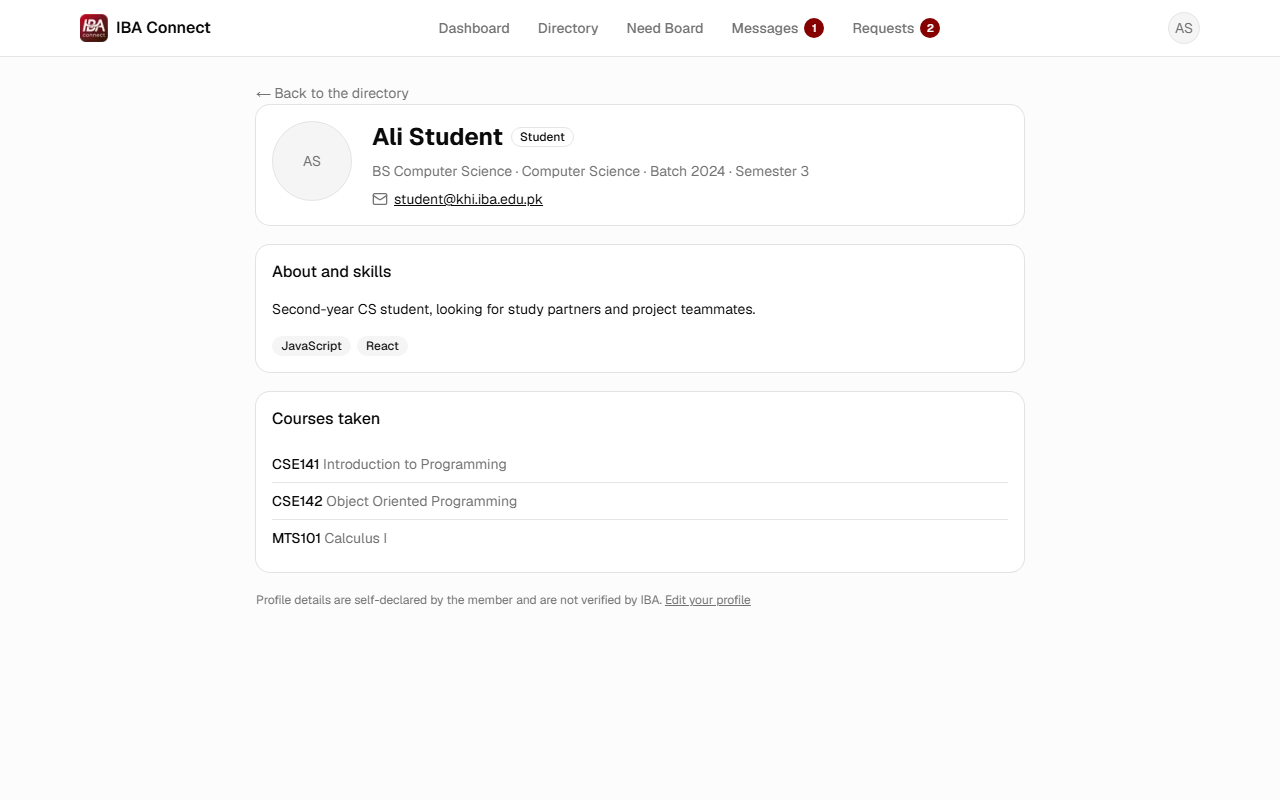 IBA connect IBA Connect Dashboard Directory Need Board Messages 1 Requests 2 AS
← Back to the directory
AS
Ali Student Student
BS Computer Science · Computer Science · Batch 2024 · Semester 3
student@khi.iba.edu.pk
About and skills
Second-year CS student, looking for study partners and project teammates.
JavaScript React
Courses taken
CSE141 Introduction to Programming
CSE142 Object Oriented Programming
MTS101 Calculus I
Profile details are self-declared by the member and are not verified by IBA. Edit your profile